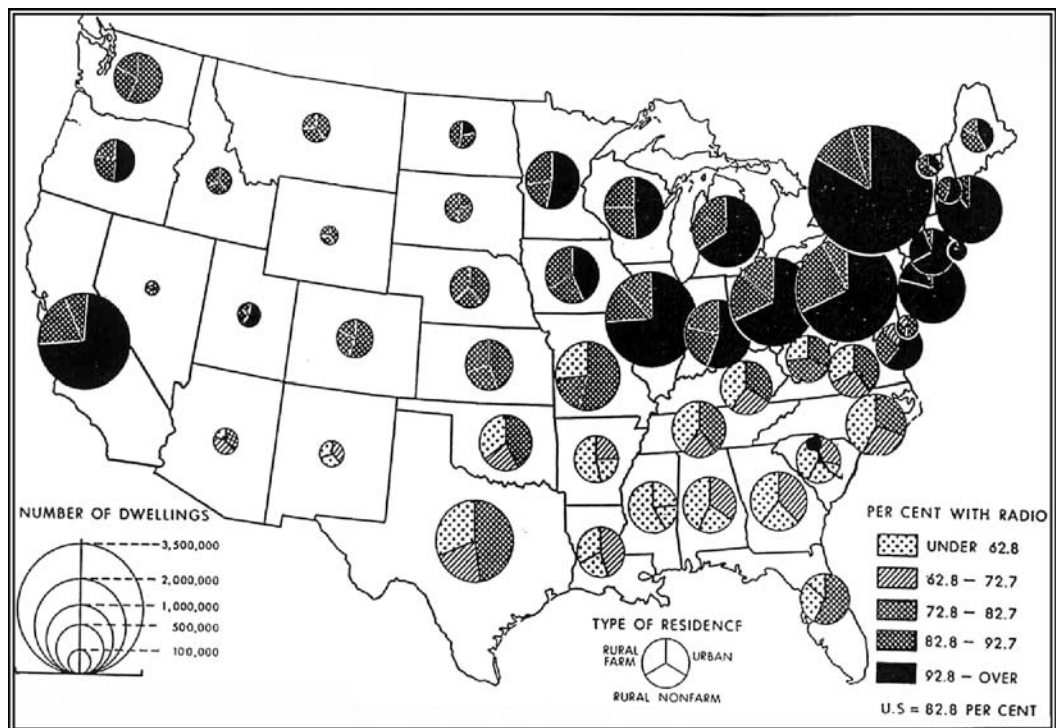 NUMBER OF DWELLINGS
3,500,000
2,000,000
1,000,000
500,000
100,000
TYPE OF RESIDENCE
RURAL FARM
URBAN
RURAL NONFARM
PER CENT WITH RADIO
UNDER 62.8
62.8 – 72.7
72.8 – 82.7
82.8 – 92.7
92.8 – OVER
U.S = 82.8 PER CENT